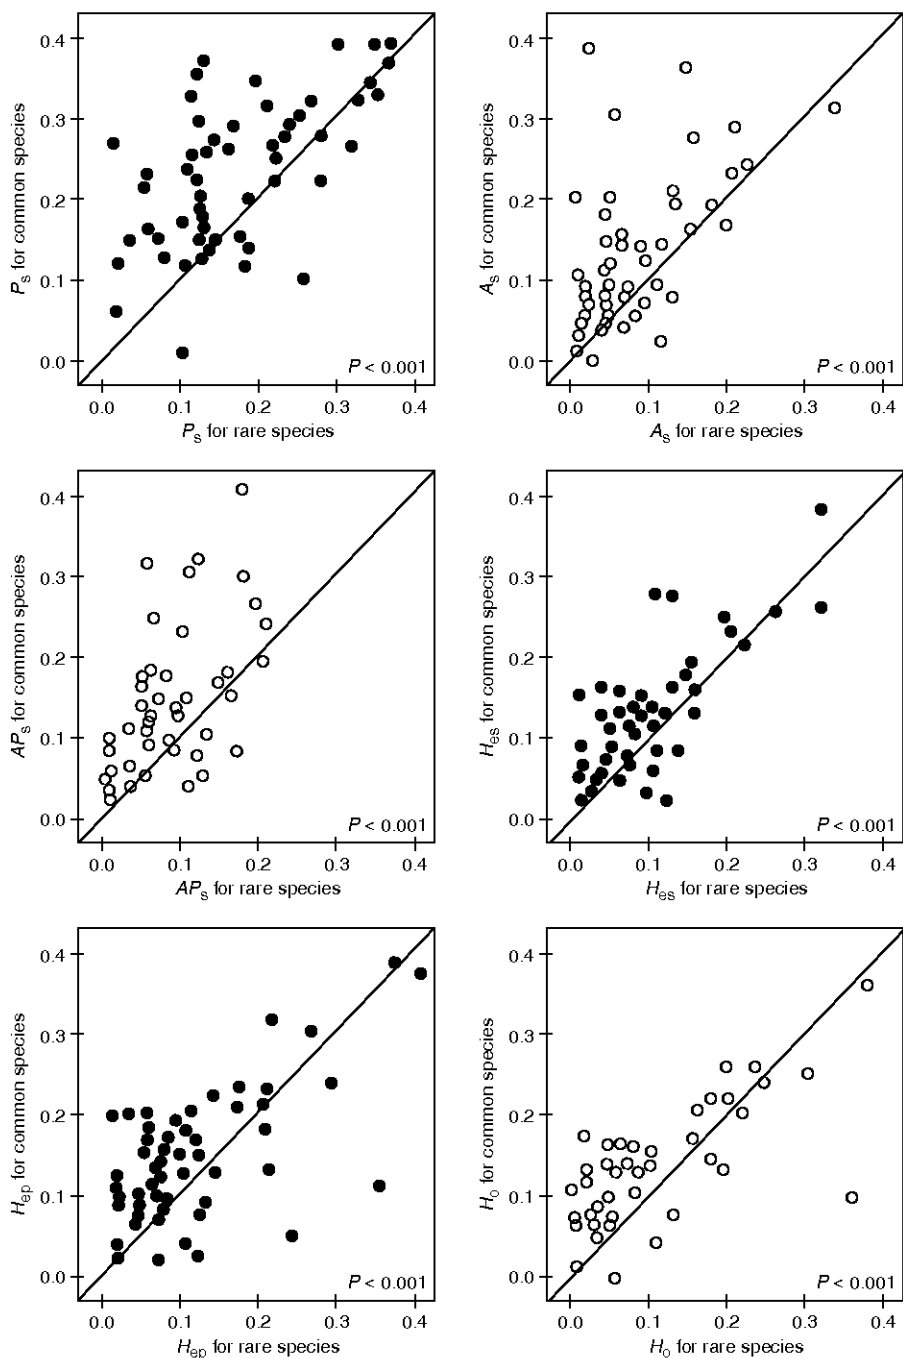 0.4
0.3
0.2
0.1
0.0
P_s for common species
P < 0.001
0.0 0.1 0.2 0.3 0.4
P_s for rare species
0.4
0.3
0.2
0.1
0.0
A_s for common species
P < 0.001
0.0 0.1 0.2 0.3 0.4
A_s for rare species
0.4
0.3
0.2
0.1
0.0
AP_s for common species
P < 0.001
0.0 0.1 0.2 0.3 0.4
AP_s for rare species
0.4
0.3
0.2
0.1
0.0
H_es for common species
P < 0.001
0.0 0.1 0.2 0.3 0.4
H_es for rare species
0.4
0.3
0.2
0.1
0.0
H_ep for common species
P < 0.001
0.0 0.1 0.2 0.3 0.4
H_ep for rare species
0.4
0.3
0.2
0.1
0.0
H_o for common species
P < 0.001
0.0 0.1 0.2 0.3 0.4
H_o for rare species